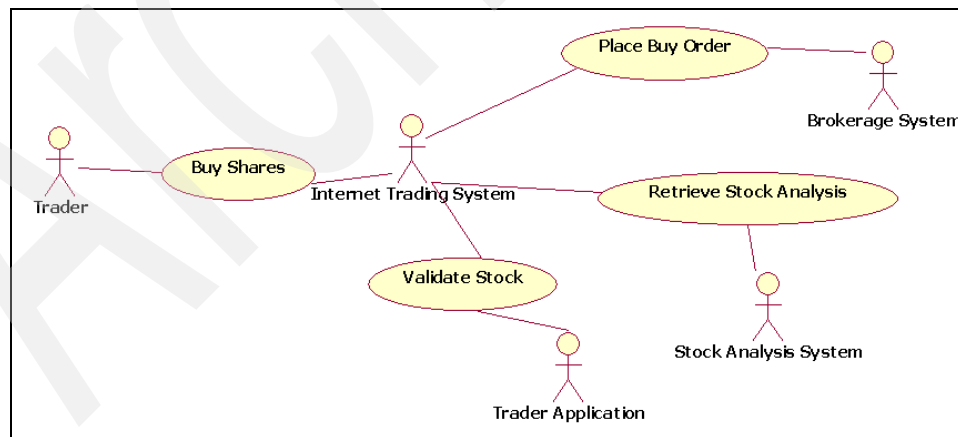 Place Buy Order
Brokerage System
Buy Shares
Trader
Internet Trading System
Retrieve Stock Analysis
Validate Stock
Stock Analysis System
Trader Application